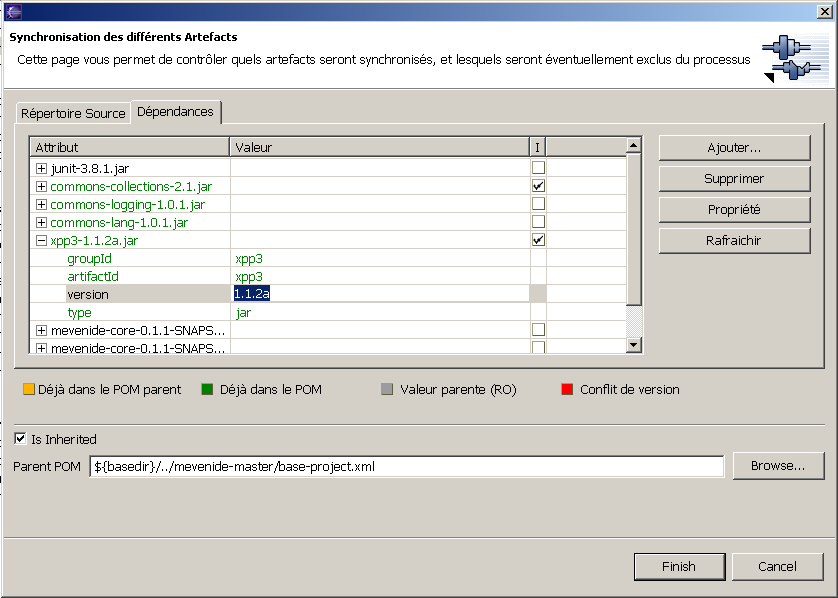 Synchronisation des différents Artefacts
Cette page vous permet de contrôler quels artefacts seront synchronisés, et lesquels seront éventuellement exclus du processus
Répertoire Source Dépendances
Attribut Valeur I
junit-3.8.1.jar
commons-collections-2.1.jar
commons-logging-1.0.1.jar
commons-lang-1.0.1.jar
xpp3-1.1.2a.jar
groupId xpp3
artifactId xpp3
version 1.1.2a
type jar
mevenide-core-0.1.1-SNAPS...
mevenide-core-0.1.1-SNAPS...
Ajouter...
Supprimer
Propriété
Rafraichir
Déjà dans le POM parent Déjà dans le POM Valeur parente (RO) Conflit de version
Is Inherited
Parent POM ${basedir}/../mevenide-master/base-project.xml Browse...
Finish Cancel